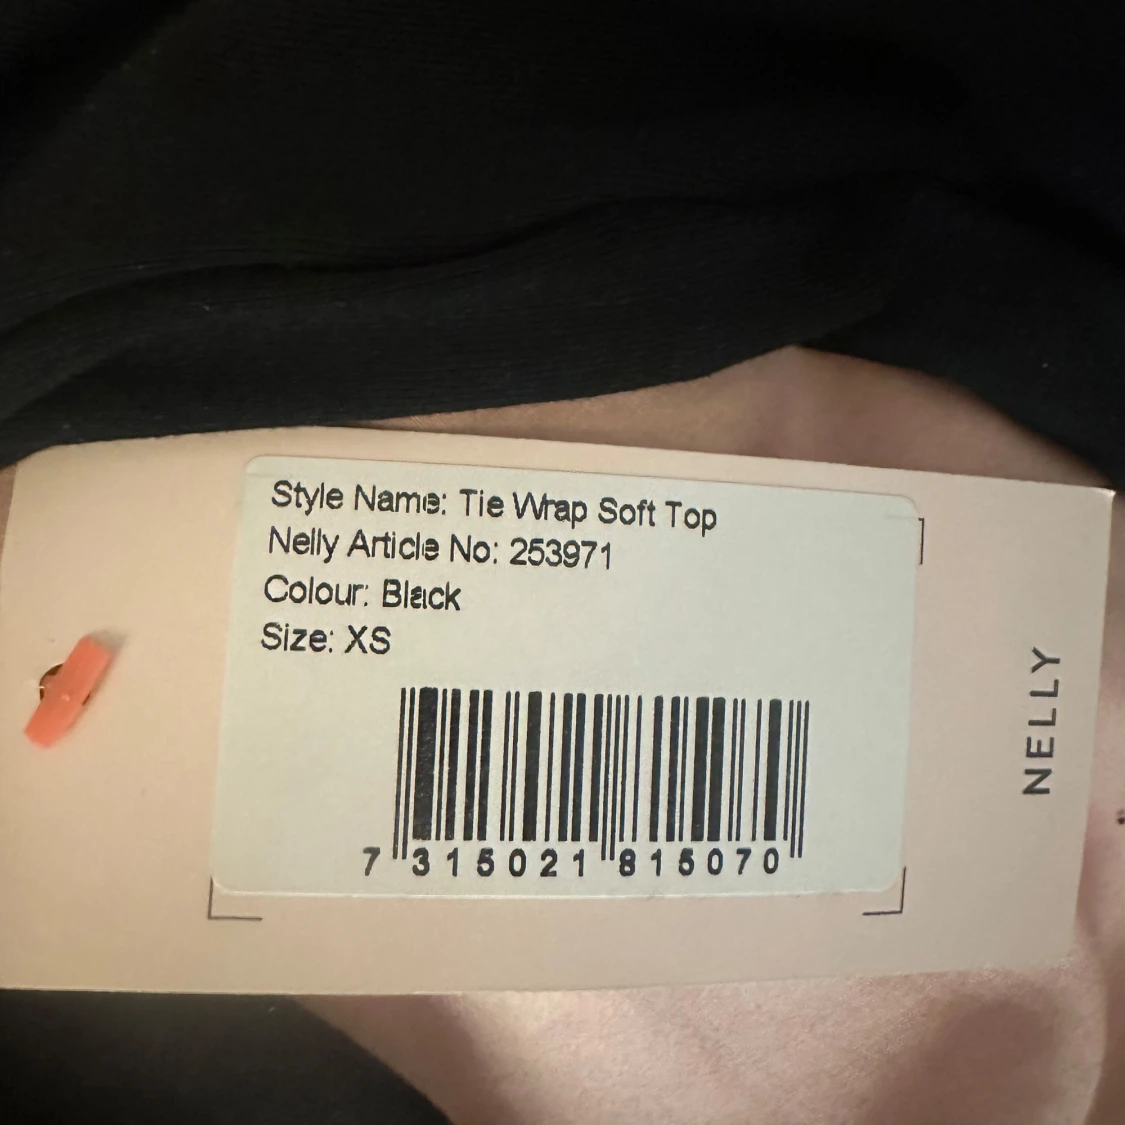 Style Name: Tie Wrap Soft Top
Nelly Article No: 253971
Colour: Black
Size: XS
7 315021 815070
NELLY